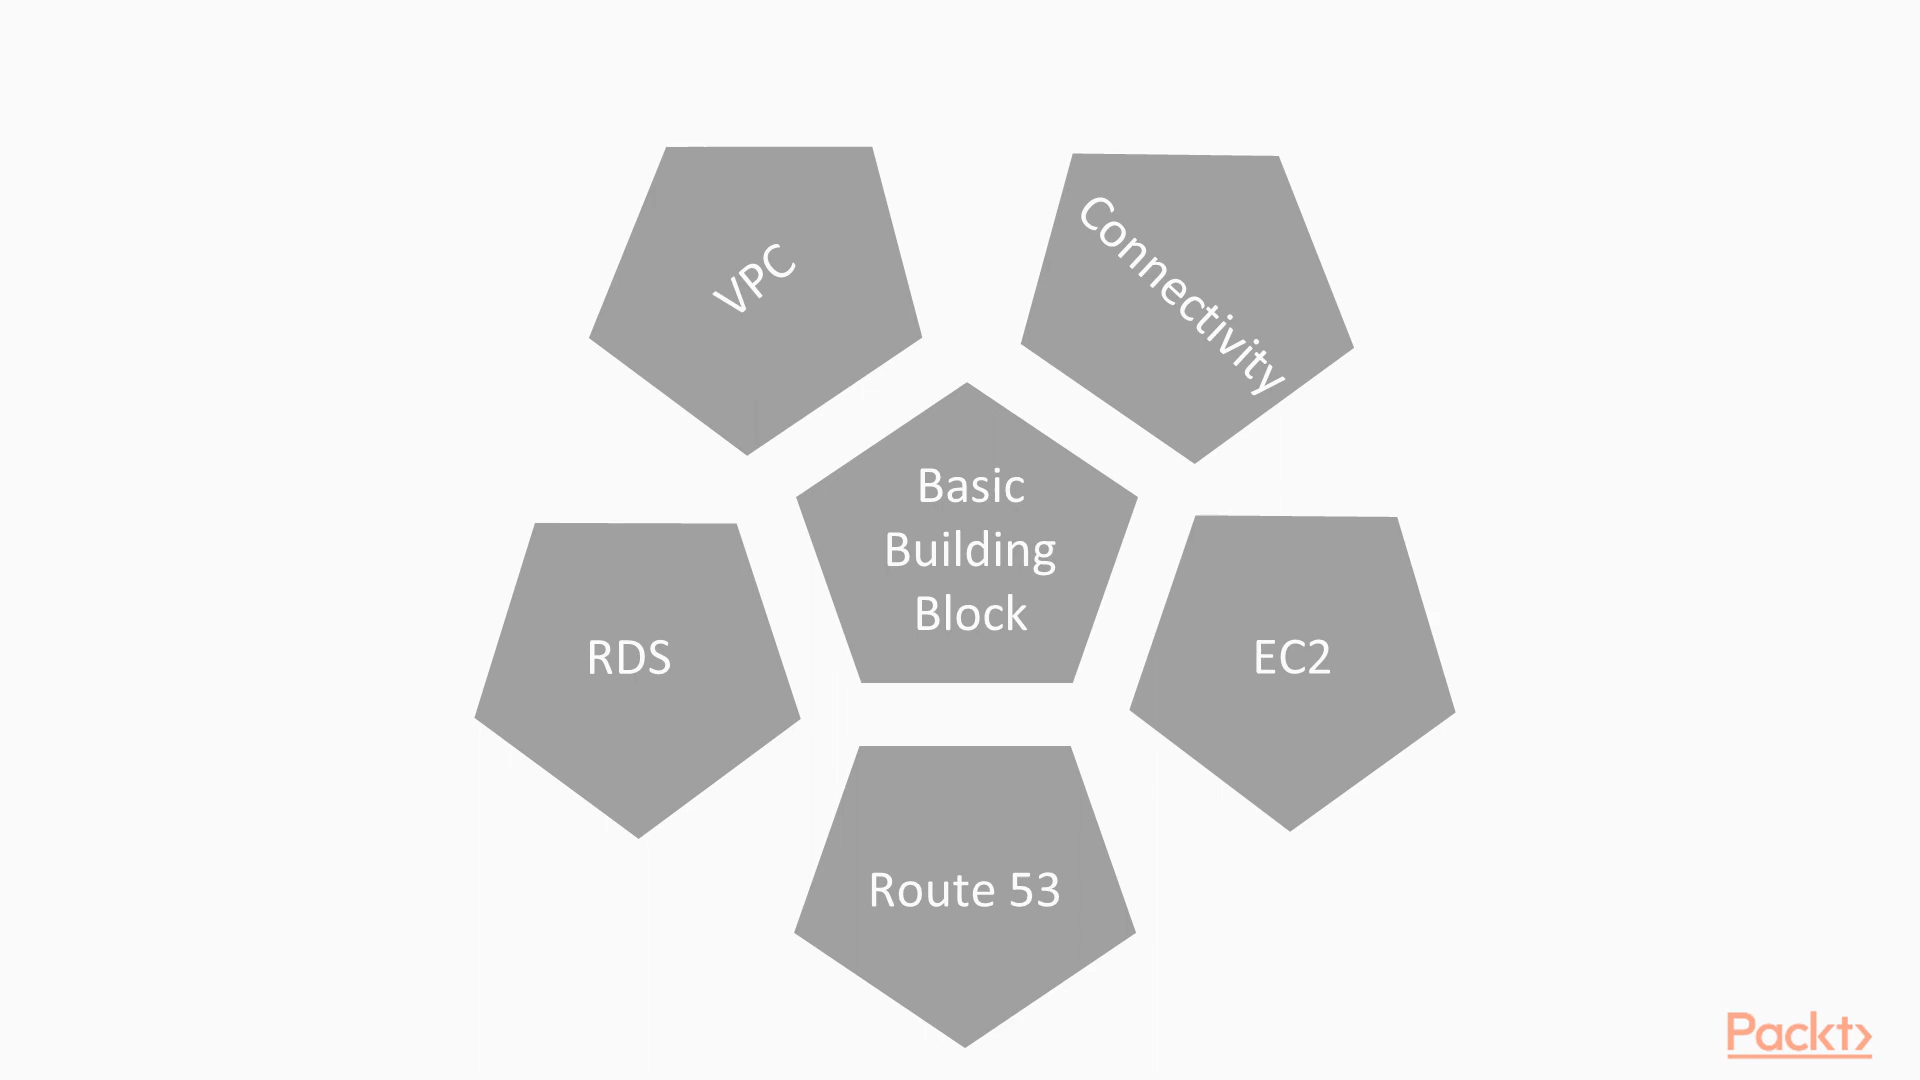 VPC
Connectivity
Basic
Building
Block
RDS
EC2
Route 53
Packt>